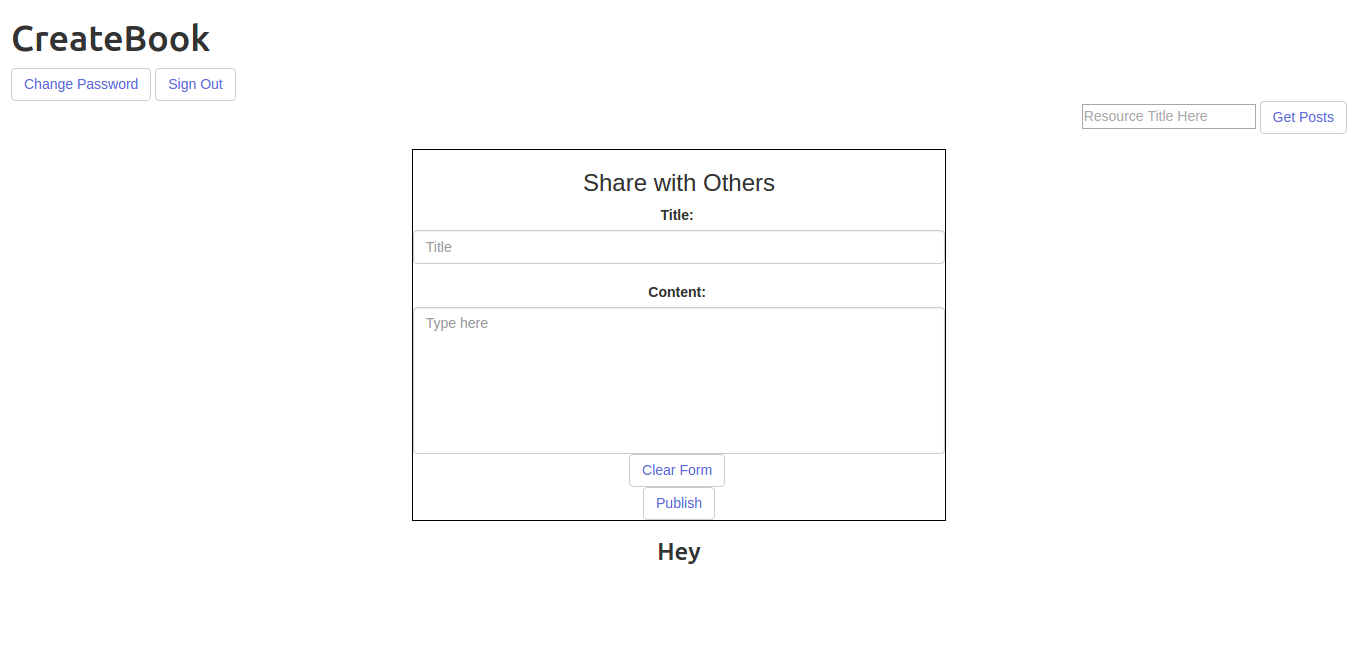 CreateBook
Change Password Sign Out
Resource Title Here Get Posts
Share with Others
Title:
Title
Content:
Type here
Clear Form
Publish
Hey